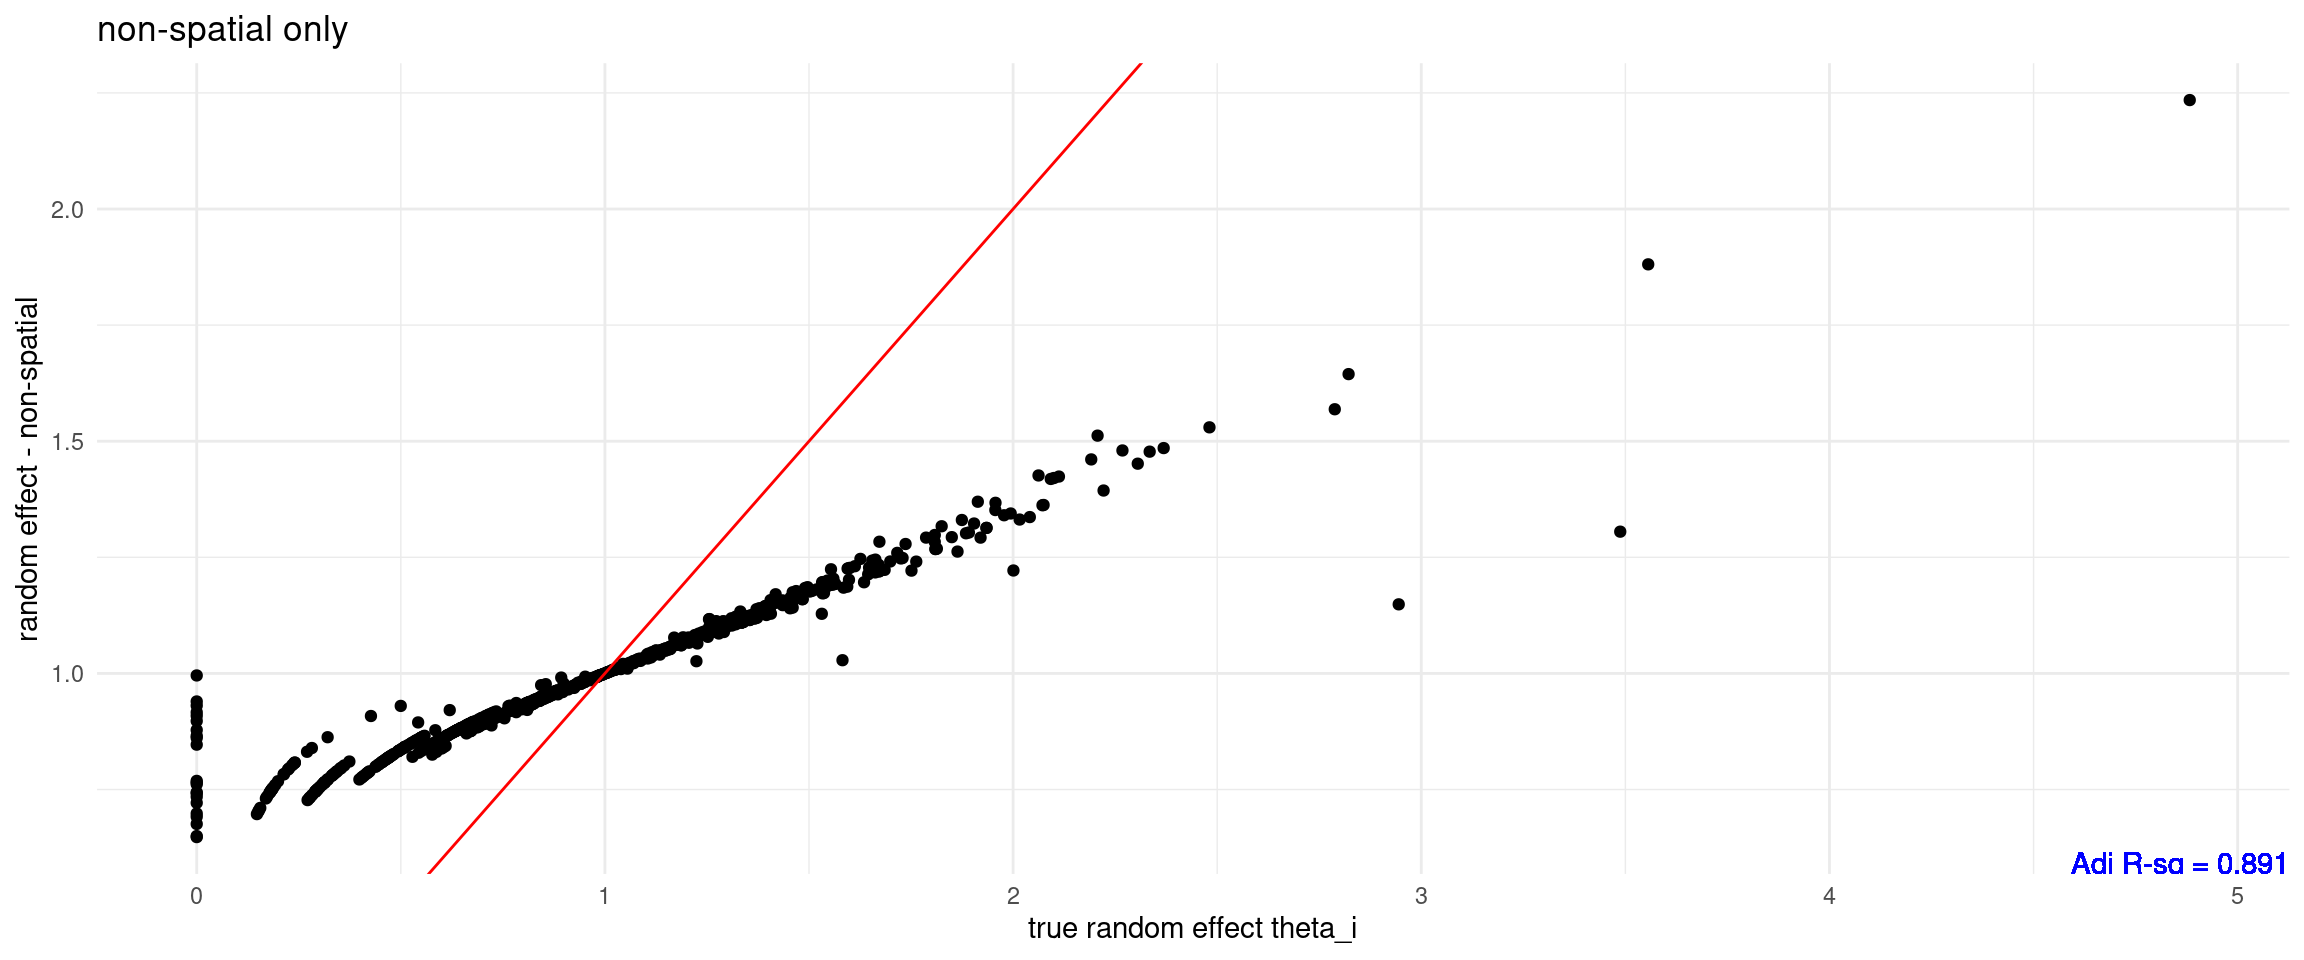 non-spatial only
random effect - non-spatial
2.0
1.5
1.0
Adj R-sq = 0.891
0 1 2 3 4 5
true random effect theta_i